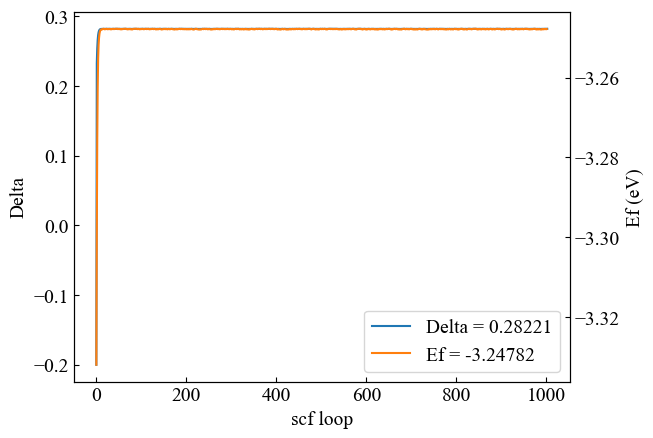 0.3
0.2
0.1
0.0
−0.1
−0.2
Delta
−3.26
−3.28
−3.30
−3.32
Ef (eV)
Delta = 0.28221
Ef = -3.24782
0 200 400 600 800 1000
scf loop